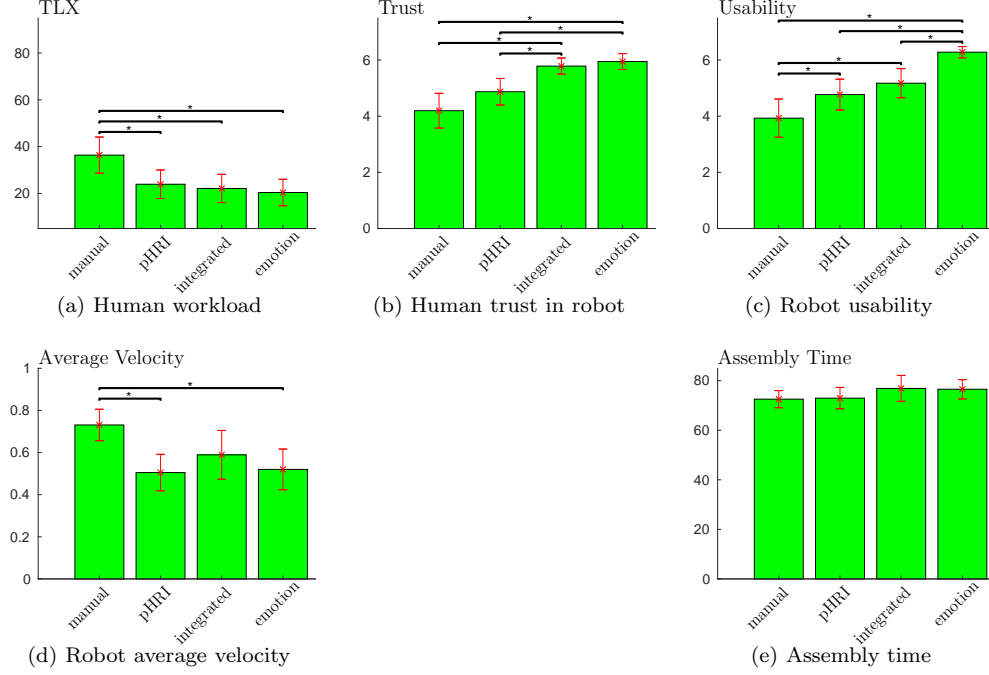 TLX
80
60
40
20
*
*
*
manual
pHRI
integrated
emotion
(a) Human workload
Trust
6
4
2
0
*
*
*
*
manual
pHRI
integrated
emotion
(b) Human trust in robot
Usability
6
4
2
0
*
*
*
*
*
manual
pHRI
integrated
emotion
(c) Robot usability
Average Velocity
1
0.8
0.6
0.4
0.2
0
*
*
manual
pHRI
integrated
emotion
(d) Robot average velocity
Assembly Time
80
60
40
20
0
manual
pHRI
integrated
emotion
(e) Assembly time